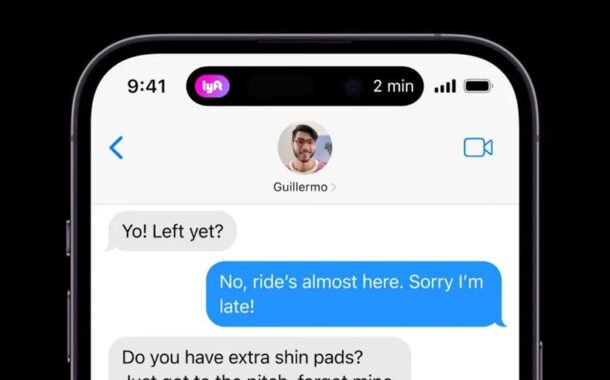 9:41
lyft
2 min
Guillermo
Yo! Left yet?
No, ride's almost here. Sorry I'm
late!
Do you have extra shin pads?
Just got to the pitch, forgot mine